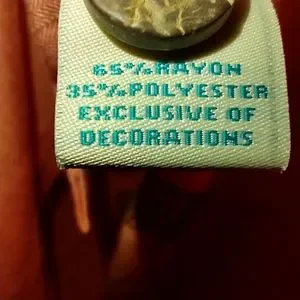 65% RAYON
35% POLYESTER
EXCLUSIVE OF
DECORATIONS